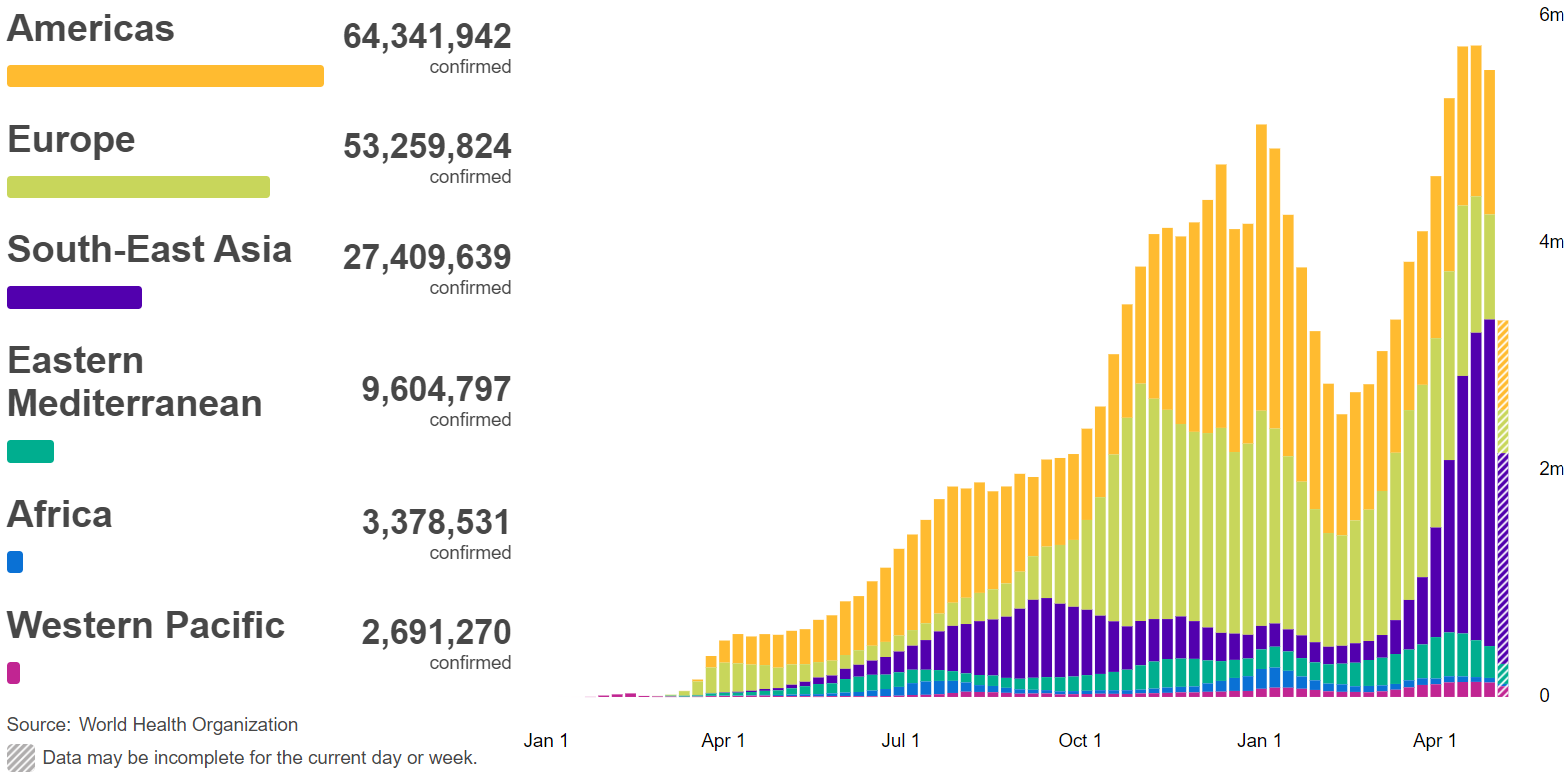 Americas
64,341,942
confirmed
Europe
53,259,824
confirmed
South-East Asia
27,409,639
confirmed
Eastern
Mediterranean
9,604,797
confirmed
Africa
3,378,531
confirmed
Western Pacific
2,691,270
confirmed
Source: World Health Organization
Data may be incomplete for the current day or week.
6m
4m
2m
0
Jan 1 Apr 1 Jul 1 Oct 1 Jan 1 Apr 1